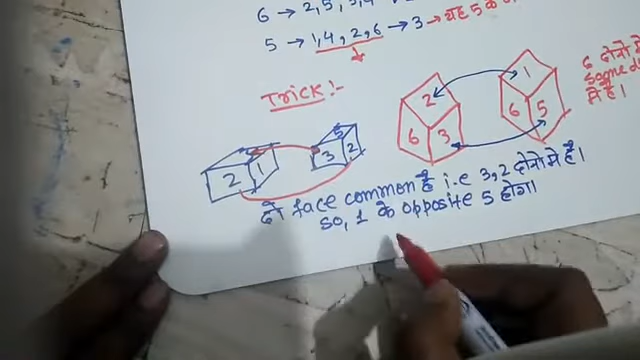 6 → 2, 5, 3, 4
5 → 1, 4, 2, 6 → 3 → यह 5 के
Trick :-
2 1
3 2 5
2 6 3
1 6 5
6 दोनो मे
same
मे है।
दो face common है i.e 3, 2 दोनो मे है।
so, 1 के opposite 5 होगा।